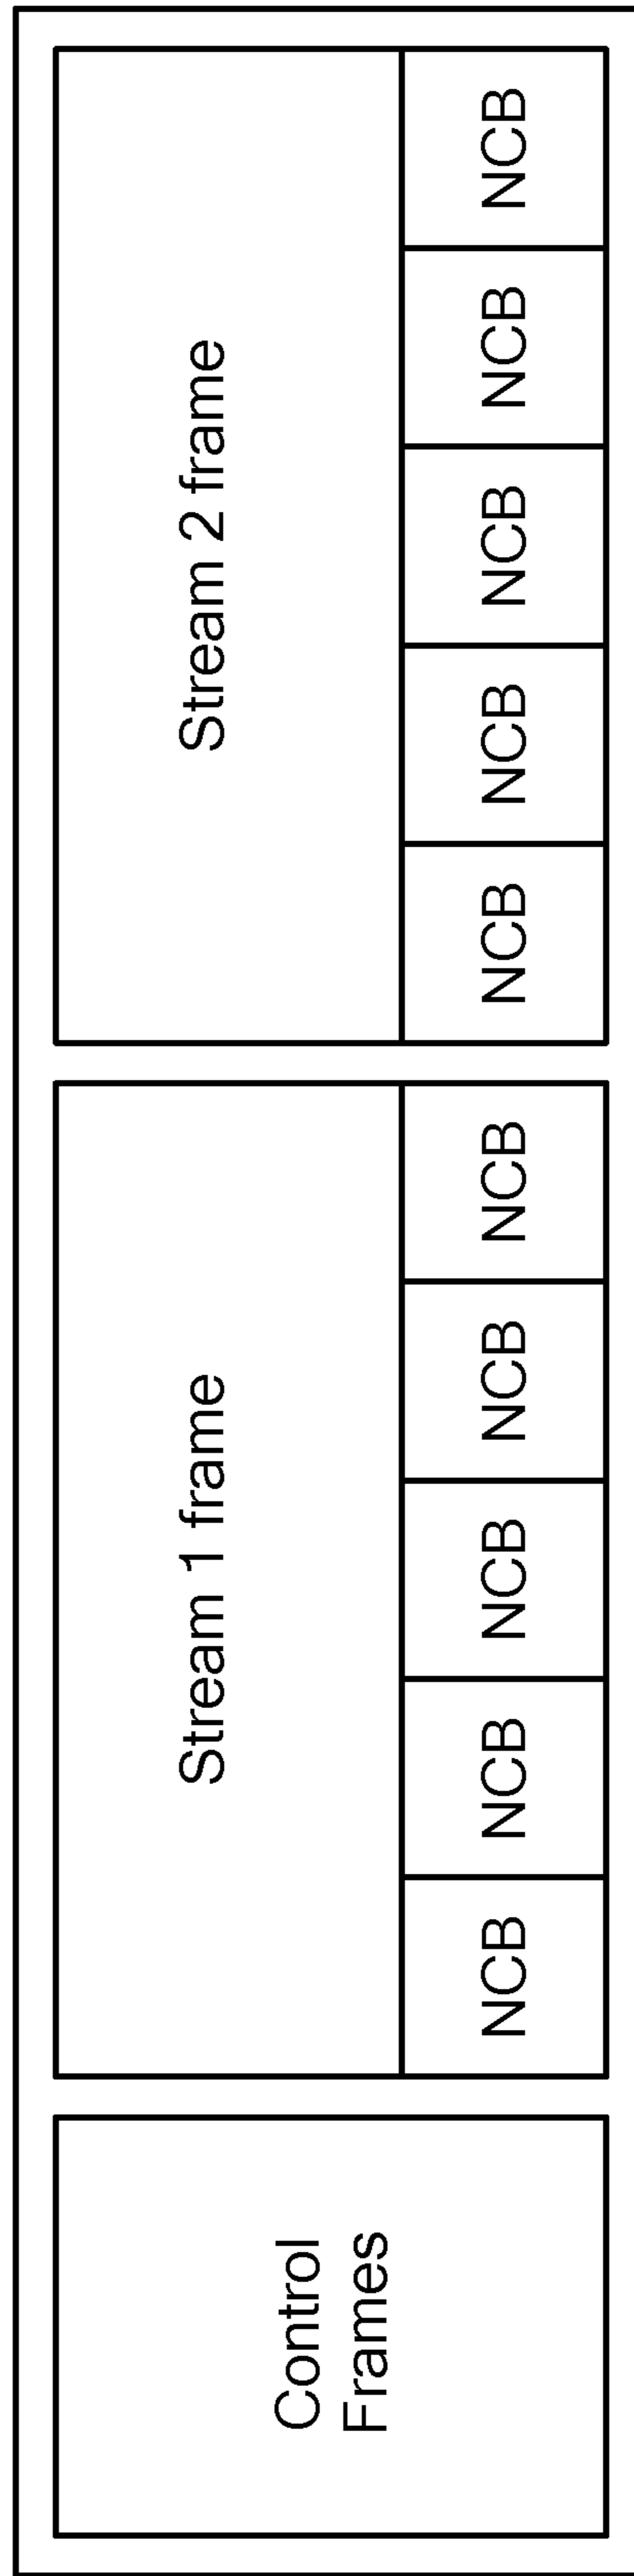 Control
Frames
Stream 1 frame
NCB
NCB
NCB
NCB
NCB
Stream 2 frame
NCB
NCB
NCB
NCB
NCB